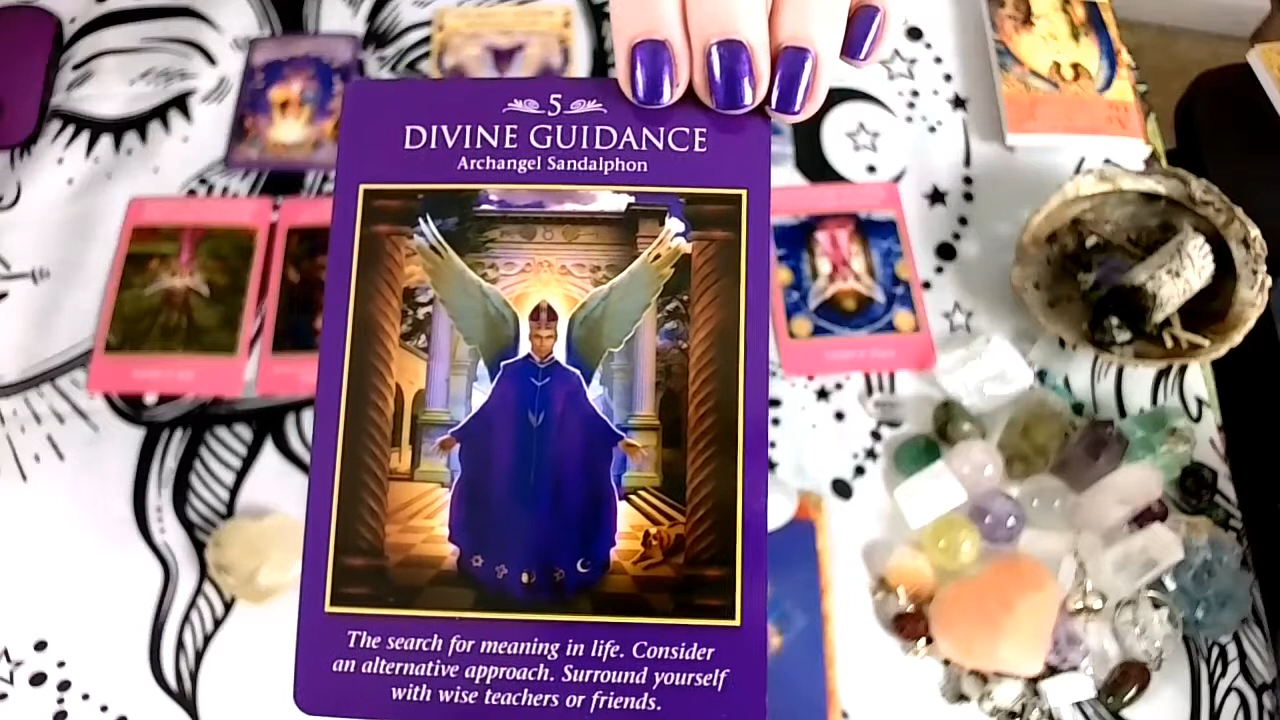 5
DIVINE GUIDANCE
Archangel Sandalphon
The search for meaning in life. Consider
an alternative approach. Surround yourself
with wise teachers or friends.